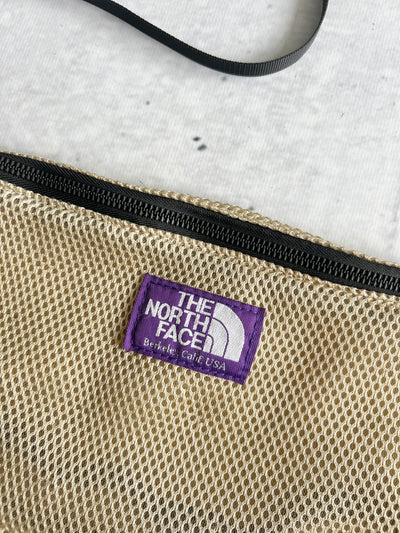 THE
NORTH
FACE
Berkeley, Calif. USA